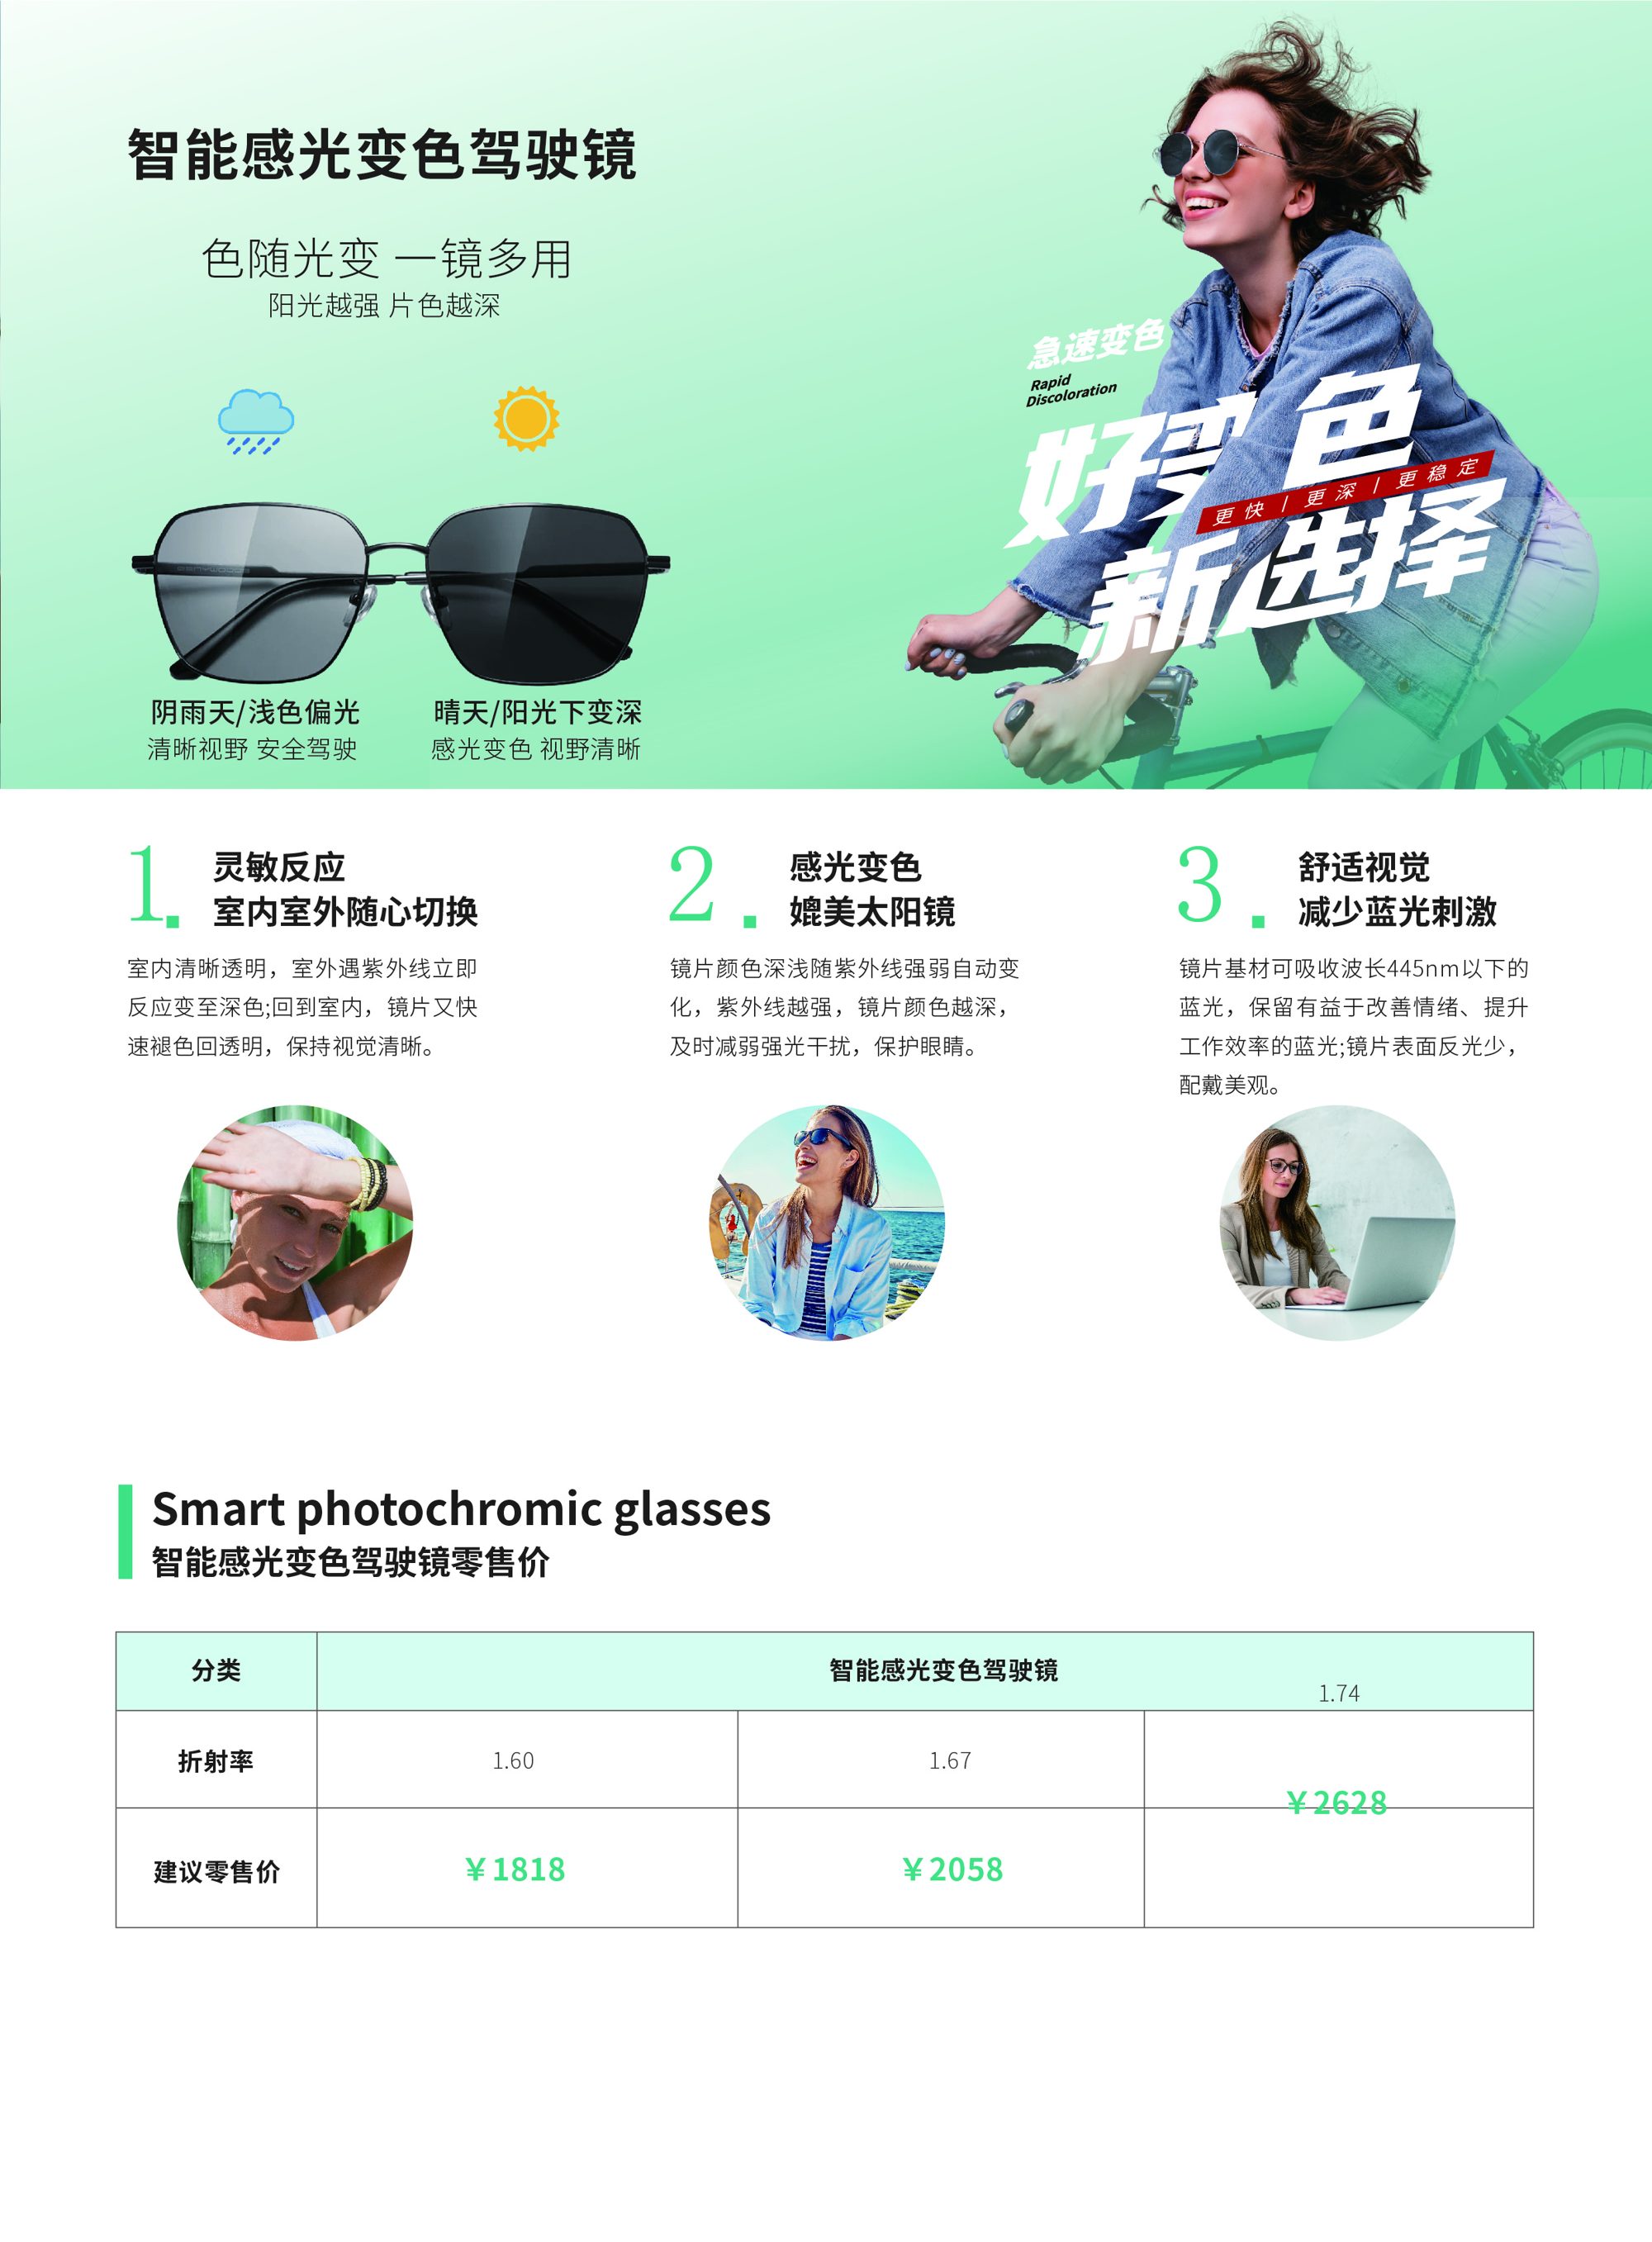 智能感光变色驾驶镜
色随光变 一镜多用
阳光越强 片色越深
急速变色
Rapid
Discoloration
好变色
更快 | 更深 | 更稳定
新选择
阴雨天/浅色偏光
清晰视野 安全驾驶
晴天/阳光下变深
感光变色 视野清晰
1.
灵敏反应
室内室外随心切换
室内清晰透明，室外遇紫外线立即
反应变至深色;回到室内，镜片又快
速褪色回透明，保持视觉清晰。
2.
感光变色
媲美太阳镜
镜片颜色深浅随紫外线强弱自动变
化，紫外线越强，镜片颜色越深，
及时减弱强光干扰，保护眼睛。
3.
舒适视觉
减少蓝光刺激
镜片基材可吸收波长445nm以下的
蓝光，保留有益于改善情绪、提升
工作效率的蓝光;镜片表面反光少，
配戴美观。
Smart photochromic glasses
智能感光变色驾驶镜零售价
分类 智能感光变色驾驶镜
折射率 1.60 1.67 1.74
建议零售价 ￥1818 ￥2058 ￥2628